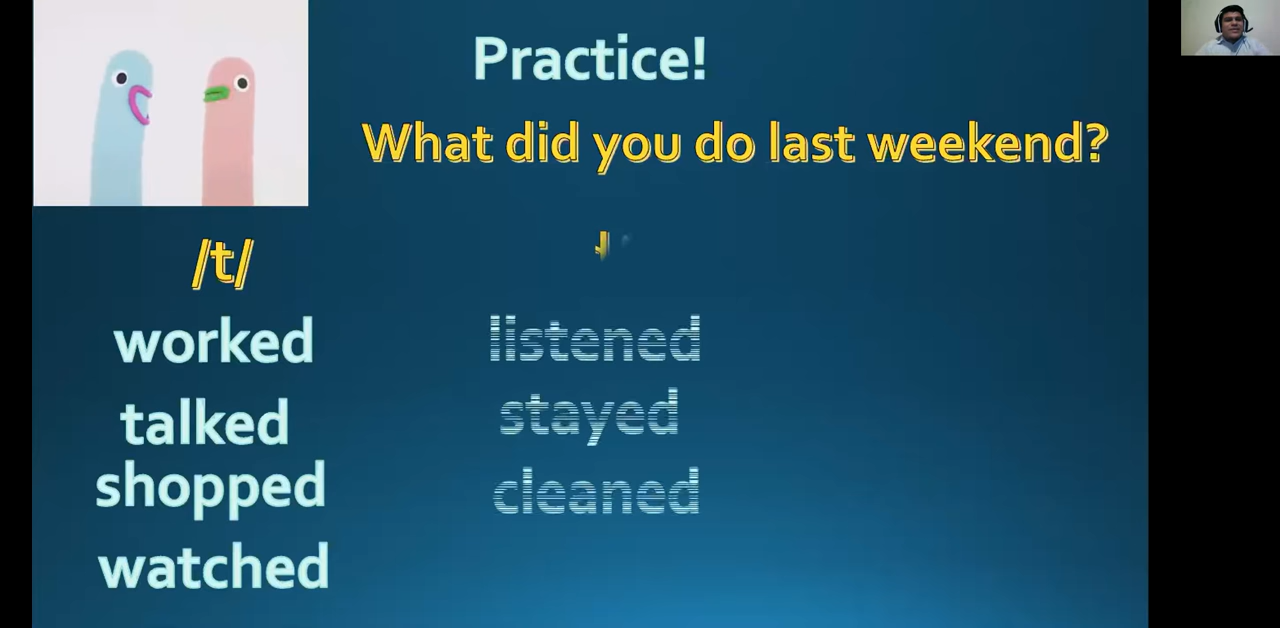 Practice!
What did you do last weekend?
/t/
worked
talked
shopped
watched
listened
stayed
cleaned